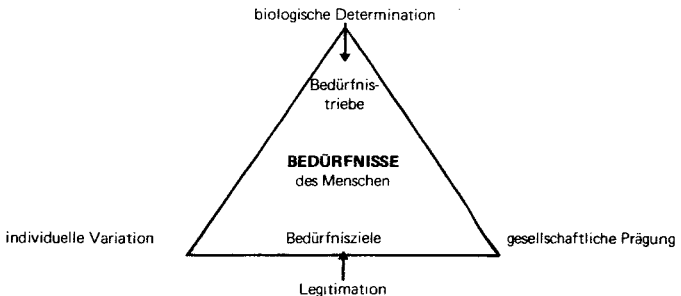 biologische Determination
Bedürfnis-
triebe
BEDÜRFNISSE
des Menschen
individuelle Variation
Bedürfnisziele
gesellschaftliche Prägung
Legitimation